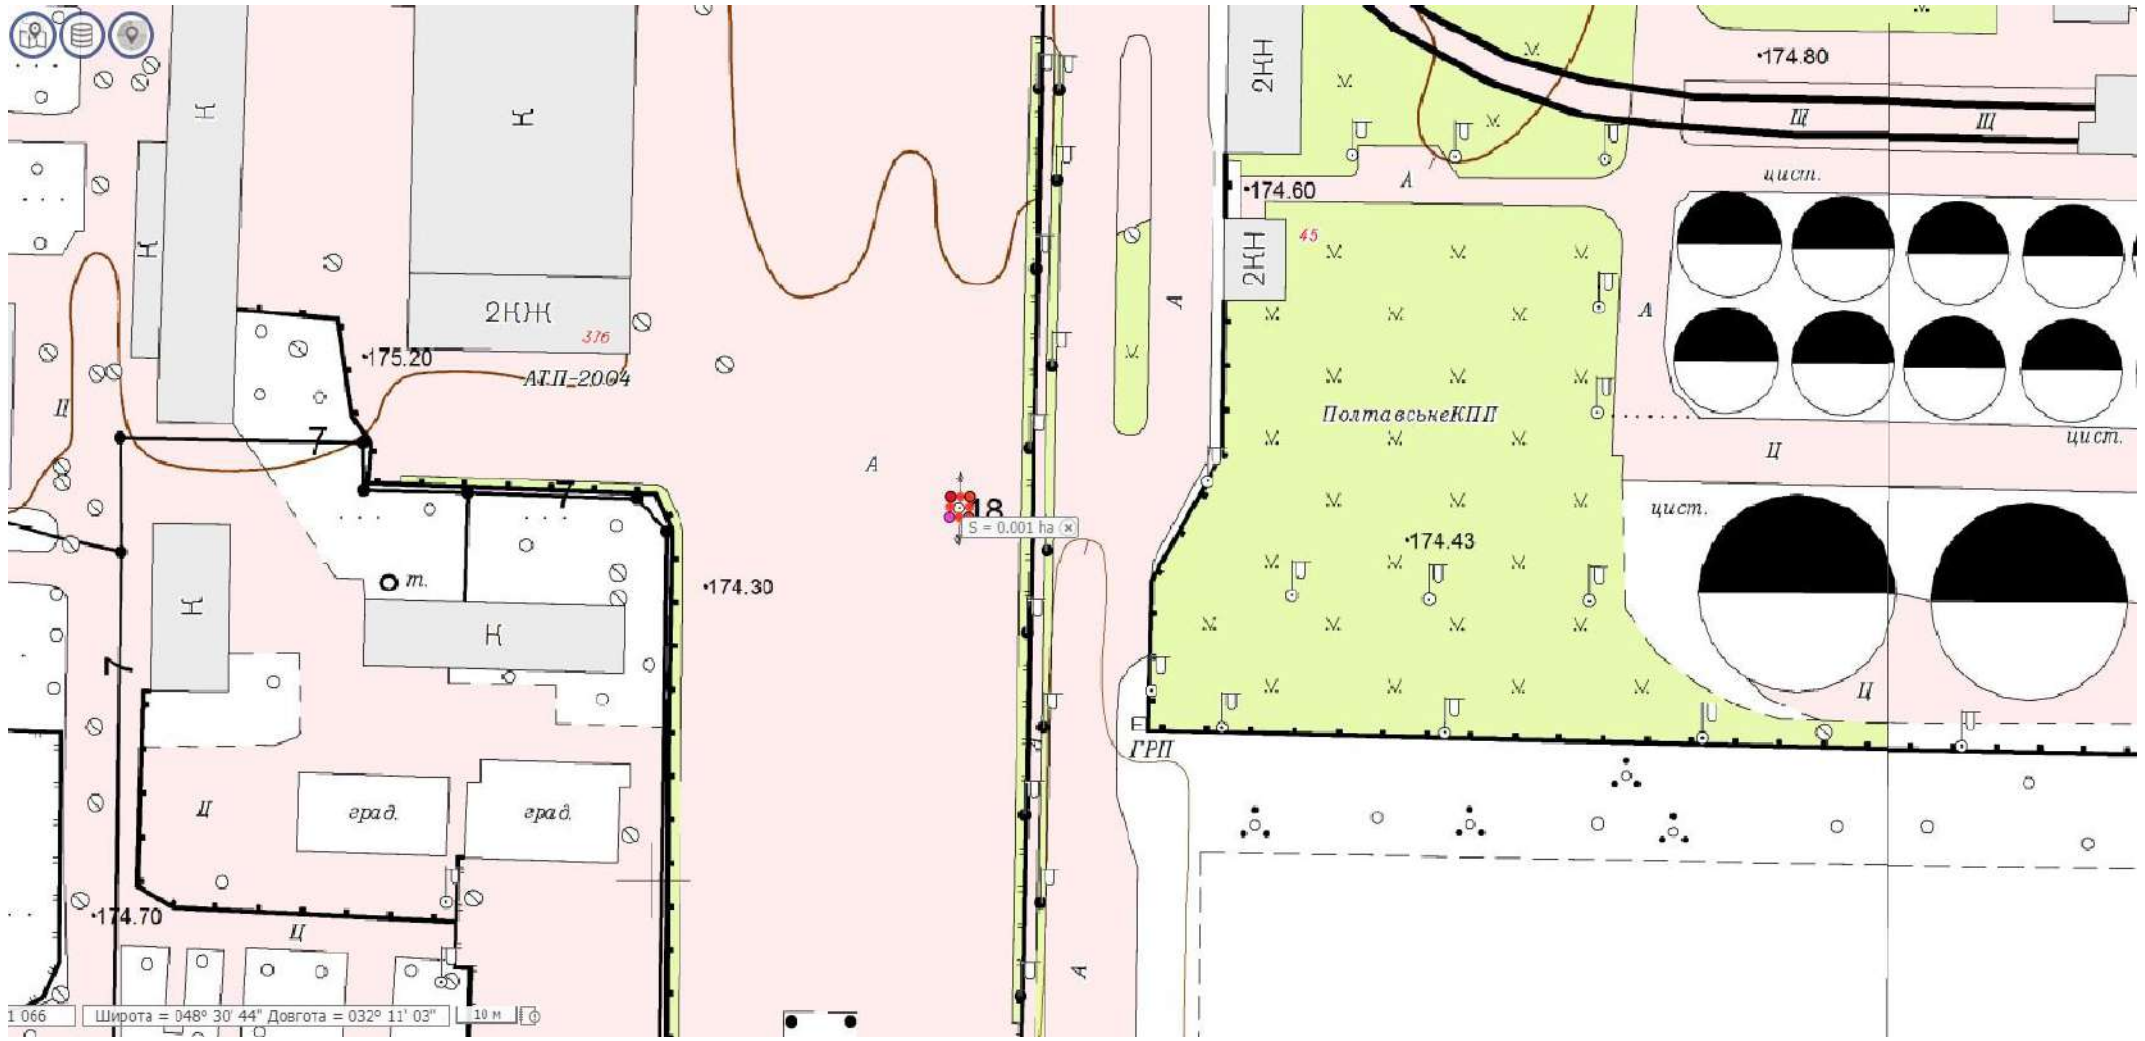 174.80
2КН
К
К
Щ
Щ
цист.
174.60
А
45
2КН
К
А
А
2КЖ
376
175.20
АТП-2004
ПолтавськеКПП
Ц
7
А
Ц
цист.
7
18
S = 0.001 ha
цист.
174.43
т.
174.30
К
К
7
Ц
ГРП
Ц
град.
град.
174.70
Ц
А
1 066
Широта = 048° 30' 44" Довгота = 032° 11' 03"
10 м